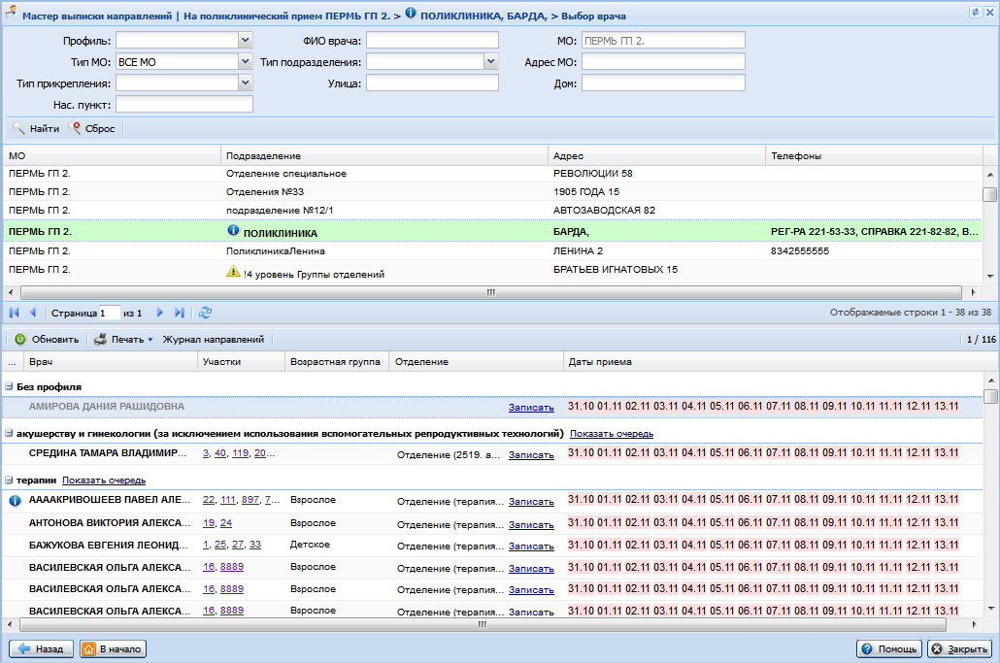 Мастер выписки направлений | На поликлинический прием ПЕРМЬ ГП 2. > ПОЛИКЛИНИКА, БАРДА, > Выбор врача
Профиль: ФИО врача: МО: ПЕРМЬ ГП 2.
Тип МО: ВСЕ МО Тип подразделения: Адрес МО:
Тип прикрепления: Улица: Дом:
Нас. пункт:
Найти Сброс
МО Подразделение Адрес Телефоны
ПЕРМЬ ГП 2. Отделение специальное РЕВОЛЮЦИИ 58
ПЕРМЬ ГП 2. Отделения №33 1905 ГОДА 15
ПЕРМЬ ГП 2. подразделение №12/1 АВТОЗАВОДСКАЯ 82
ПЕРМЬ ГП 2. ПОЛИКЛИНИКА БАРДА, РЕГ-РА 221-53-33, СПРАВКА 221-82-82, В...
ПЕРМЬ ГП 2. ПоликлиникаЛенина ЛЕНИНА 2 8342555555
ПЕРМЬ ГП 2. !4 уровень Группы отделений БРАТЬЕВ ИГНАТОВЫХ 15
Страница 1 из 1 Отображаемые строки 1 - 38 из 38
Обновить Печать Журнал направлений 1 / 116
... Врач Участки Возрастная группа Отделение Даты приема
Без профиля
АМИРОВА ДАНИЯ РАШИДОВНА Записать 31.10 01.11 02.11 03.11 04.11 05.11 06.11 07.11 08.11 09.11 10.11 11.11 12.11 13.11
акушерству и гинекологии (за исключением использования вспомогательных репродуктивных технологий) Показать очередь
СРЕДИНА ТАМАРА ВЛАДИМИР... 3, 40, 119, 20... Отделение (2519. а... Записать 31.10 01.11 02.11 03.11 04.11 05.11 06.11 07.11 08.11 09.11 10.11 11.11 12.11 13.11
терапии Показать очередь
ААААКРИВОШЕЕВ ПАВЕЛ АЛЕ... 22, 111, 897, 7... Взрослое Отделение (терапия... Записать 31.10 01.11 02.11 03.11 04.11 05.11 06.11 07.11 08.11 09.11 10.11 11.11 12.11 13.11
АНТОНОВА ВИКТОРИЯ АЛЕКСА... 19, 24 Взрослое Отделение (терапия... Записать 31.10 01.11 02.11 03.11 04.11 05.11 06.11 07.11 08.11 09.11 10.11 11.11 12.11 13.11
БАЖУКОВА ЕВГЕНИЯ ЛЕОНИД... 1, 25, 27, 33 Детское Отделение (терапия... Записать 31.10 01.11 02.11 03.11 04.11 05.11 06.11 07.11 08.11 09.11 10.11 11.11 12.11 13.11
ВАСИЛЕВСКАЯ ОЛЬГА АЛЕКСА... 16, 8889 Взрослое Отделение (терапия... Записать 31.10 01.11 02.11 03.11 04.11 05.11 06.11 07.11 08.11 09.11 10.11 11.11 12.11 13.11
ВАСИЛЕВСКАЯ ОЛЬГА АЛЕКСА... 16, 8889 Взрослое Отделение (терапия... Записать 31.10 01.11 02.11 03.11 04.11 05.11 06.11 07.11 08.11 09.11 10.11 11.11 12.11 13.11
ВАСИЛЕВСКАЯ ОЛЬГА АЛЕКСА... 16, 8889 Взрослое Отделение (терапия... Записать 31.10 01.11 02.11 03.11 04.11 05.11 06.11 07.11 08.11 09.11 10.11 11.11 12.11 13.11
Назад В начало Помощь Закрыть